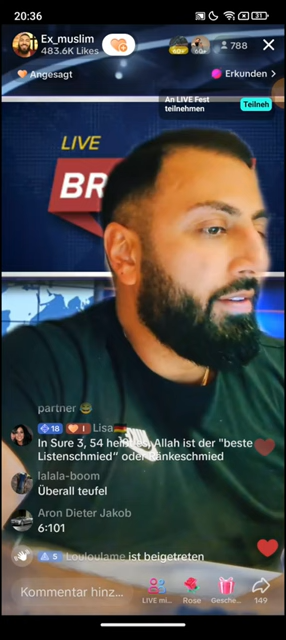 20:36
31
Ex_muslim
483.6K Likes
788
Angesagt
Erkunden >
An LIVE Fest
teilnehmen
Teilneh
LIVE
BR
partner
18 1 Lisa
In Sure 3, 54 heißt es, Allah ist der "beste
Listenschmied“ oder Ränkeschmied
lalala-boom
Überall teufel
Aron Dieter Jakob
6:101
5 Louloulame ist beigetreten
Kommentar hinz...
LIVE mi...
Rose
Gesche...
149